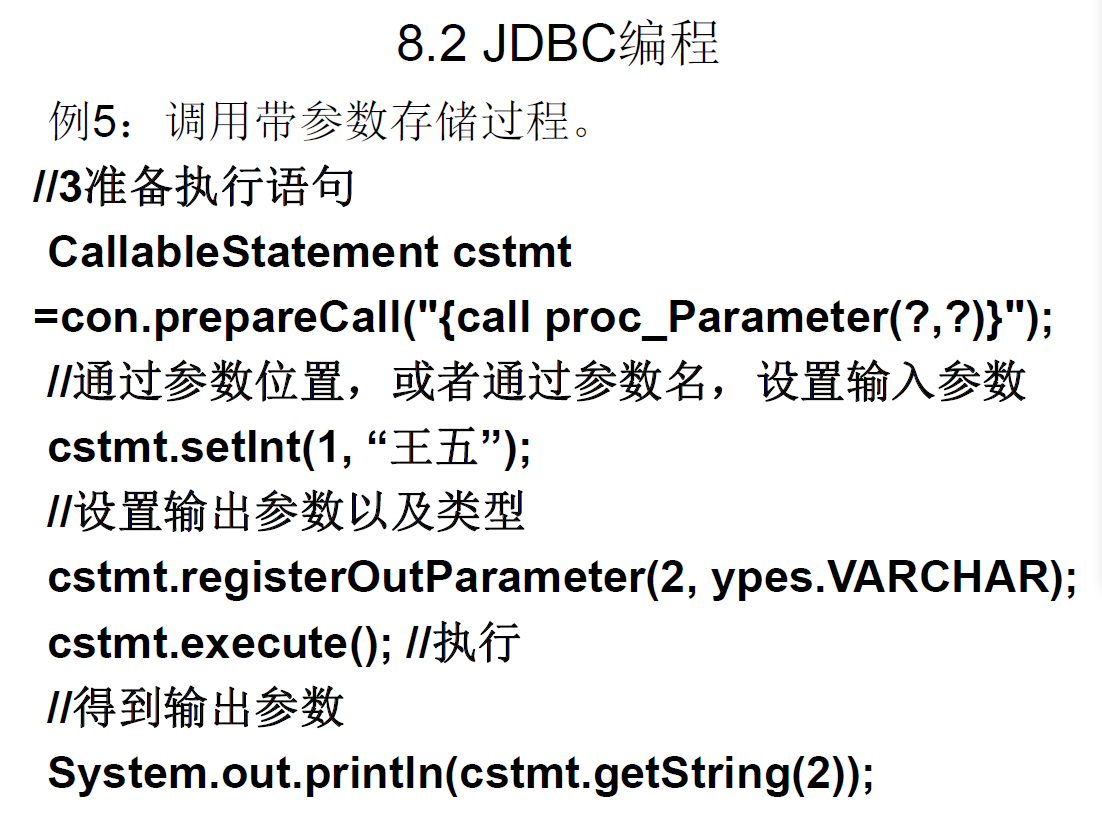 8.2 JDBC编程
例5：调用带参数存储过程。
//3准备执行语句
CallableStatement cstmt
=con.prepareCall("{call proc_Parameter(?,?)}");
//通过参数位置，或者通过参数名，设置输入参数
cstmt.setInt(1, “王五”);
//设置输出参数以及类型
cstmt.registerOutParameter(2, ypes.VARCHAR);
cstmt.execute(); //执行
//得到输出参数
System.out.println(cstmt.getString(2));